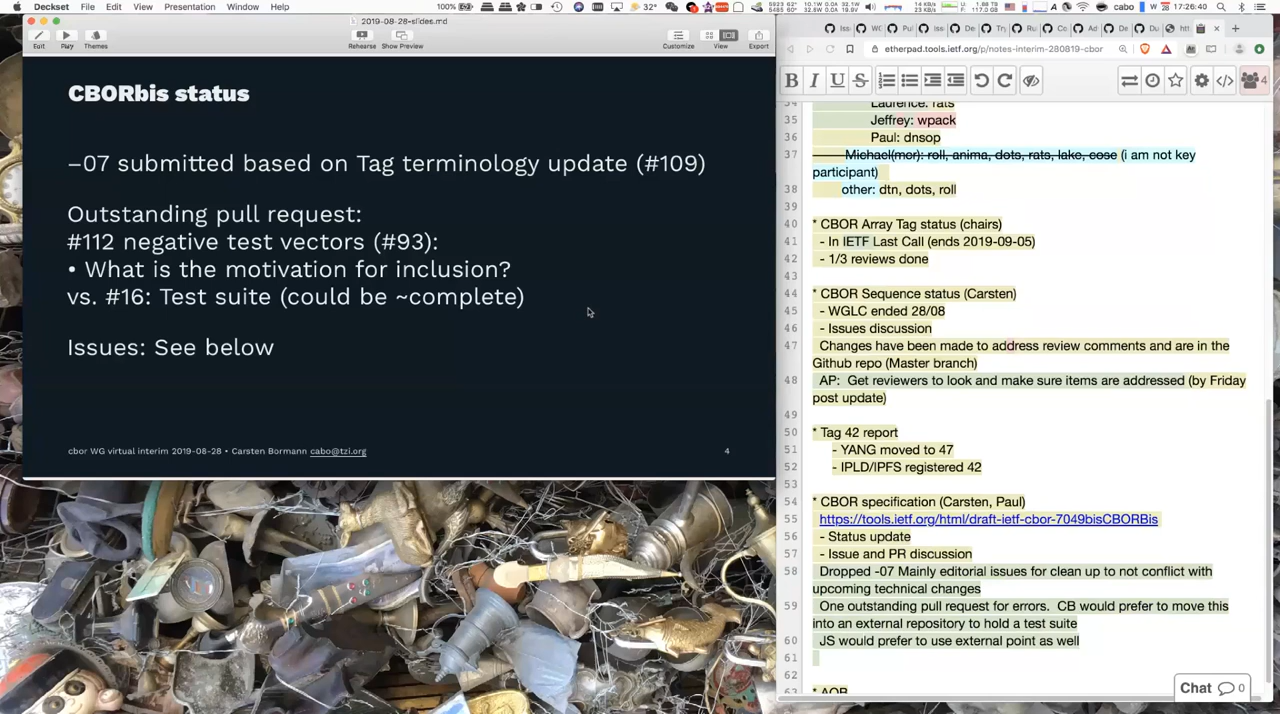 Deckset File Edit View Presentation Window Help
100% 32° cabo W 28 17:26:40
2019-08-28-slides.md
Edit Play Themes Rehearse Show Preview Customize View Export
CBORbis status
–07 submitted based on Tag terminology update (#109)
Outstanding pull request:
#112 negative test vectors (#93):
• What is the motivation for inclusion?
vs. #16: Test suite (could be ~complete)
Issues: See below
cbor WG virtual interim 2019-08-28 • Carsten Bormann cabo@tzi.org 4
etherpad.tools.ietf.org/p/notes-interim-280819-cbor
B I U S 4
34 Laurence: rats
35 Jeffrey: wpack
36 Paul: dnsop
37 Michael(mcr): roll, anima, dots, rats, lake, cose (i am not key
participant)
38 other: dtn, dots, roll
39
40 * CBOR Array Tag status (chairs)
41 - In IETF Last Call (ends 2019-09-05)
42 - 1/3 reviews done
43
44 * CBOR Sequence status (Carsten)
45 - WGLC ended 28/08
46 - Issues discussion
47 Changes have been made to address review comments and are in the
Github repo (Master branch)
48 AP: Get reviewers to look and make sure items are addressed (by Friday
post update)
49
50 * Tag 42 report
51 - YANG moved to 47
52 - IPLD/IPFS registered 42
53
54 * CBOR specification (Carsten, Paul)
55 https://tools.ietf.org/html/draft-ietf-cbor-7049bisCBORBis
56 - Status update
57 - Issue and PR discussion
58 Dropped -07 Mainly editorial issues for clean up to not conflict with
upcoming technical changes
59 One outstanding pull request for errors. CB would prefer to move this
into an external repository to hold a test suite
60 JS would prefer to use external point as well
61
62 * AOB
Chat 0